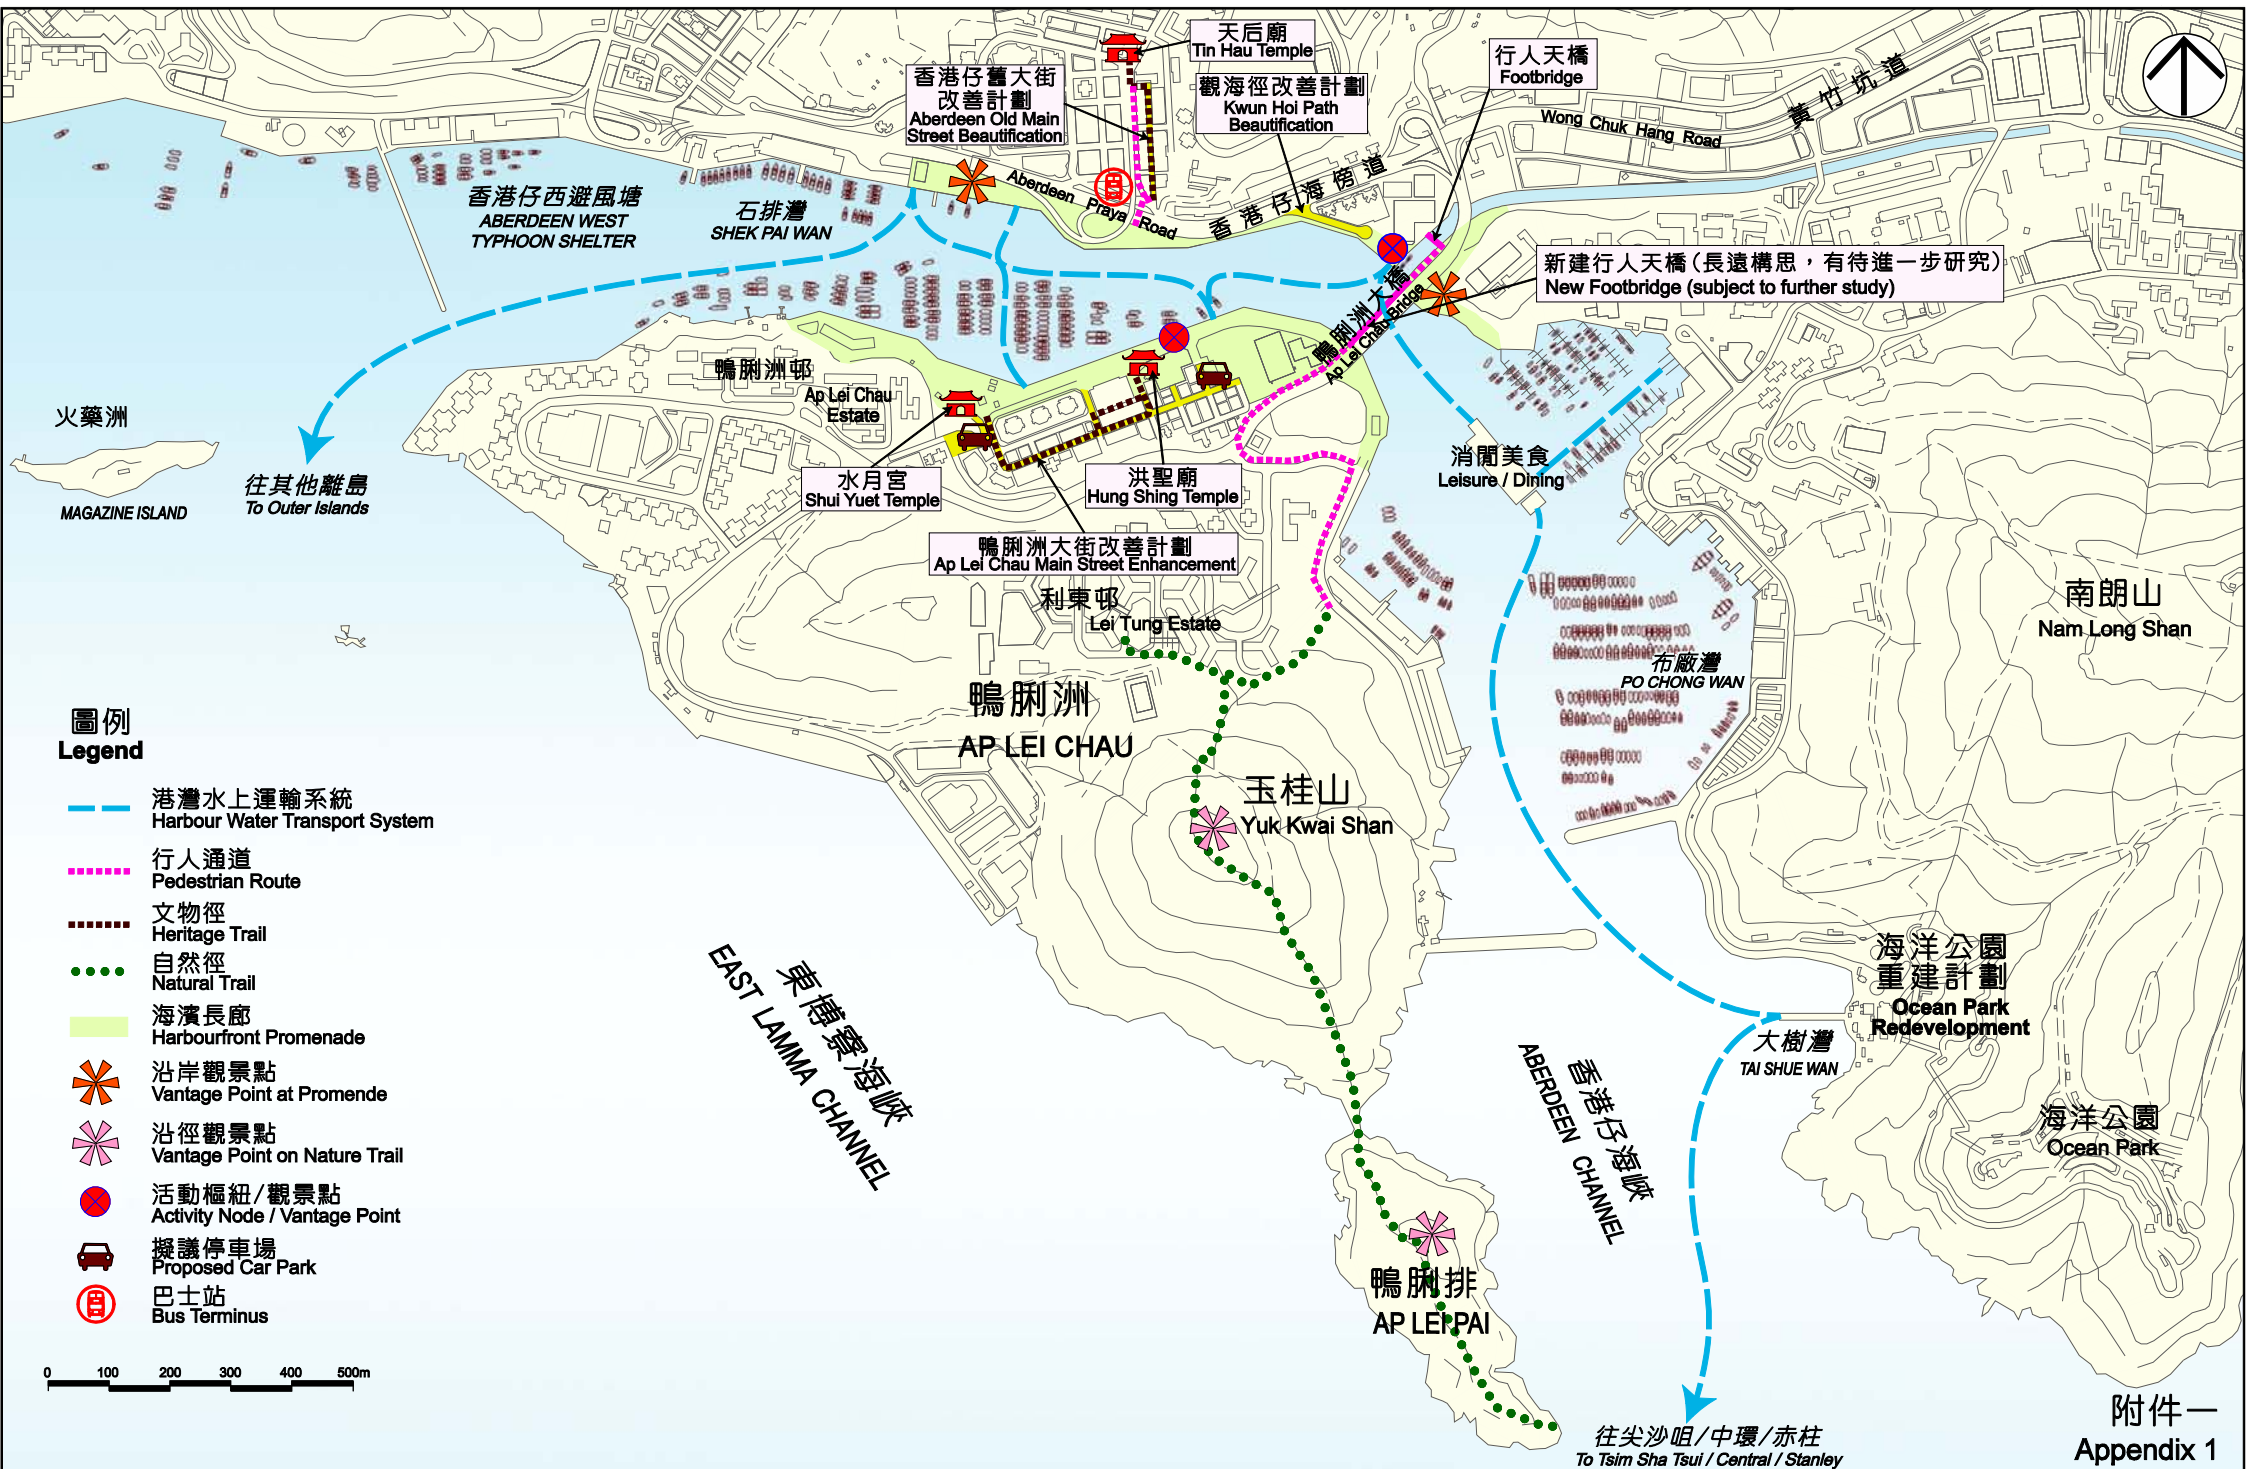 天后廟
Tin Hau Temple
行人天橋
Footbridge
香港仔舊大街
改善計劃
Aberdeen Old Main
Street Beautification
觀海徑改善計劃
Kwun Hoi Path
Beautification
黃竹坑道
Wong Chuk Hang Road
香港仔西避風塘
ABERDEEN WEST
TYPHOON SHELTER
石排灣
SHEK PAI WAN
Aberdeen Praya Road
香港仔海傍道
新建行人天橋(長遠構思，有待進一步研究)
New Footbridge (subject to further study)
鴨脷洲大橋
Ap Lei Chau Bridge
鴨脷洲邨
Ap Lei Chau
Estate
火藥洲
MAGAZINE ISLAND
往其他離島
To Outer Islands
水月宮
Shui Yuet Temple
洪聖廟
Hung Shing Temple
消閒美食
Leisure / Dining
鴨脷洲大街改善計劃
Ap Lei Chau Main Street Enhancement
利東邨
Lei Tung Estate
南朗山
Nam Long Shan
布廠灣
PO CHONG WAN
鴨脷洲
AP LEI CHAU
玉桂山
Yuk Kwai Shan
海洋公園
重建計劃
Ocean Park
Redevelopment
大樹灣
TAI SHUE WAN
東博寮海峽
EAST LAMMA CHANNEL
香港仔海峽
ABERDEEN CHANNEL
海洋公園
Ocean Park
鴨脷排
AP LEI PAI
往尖沙咀/中環/赤柱
To Tsim Sha Tsui / Central / Stanley
圖例
Legend
港灣水上運輸系統
Harbour Water Transport System
行人通道
Pedestrian Route
文物徑
Heritage Trail
自然徑
Natural Trail
海濱長廊
Harbourfront Promenade
沿岸觀景點
Vantage Point at Promende
沿徑觀景點
Vantage Point on Nature Trail
活動樞紐/觀景點
Activity Node / Vantage Point
擬議停車場
Proposed Car Park
巴士站
Bus Terminus
0 100 200 300 400 500m
附件一
Appendix 1